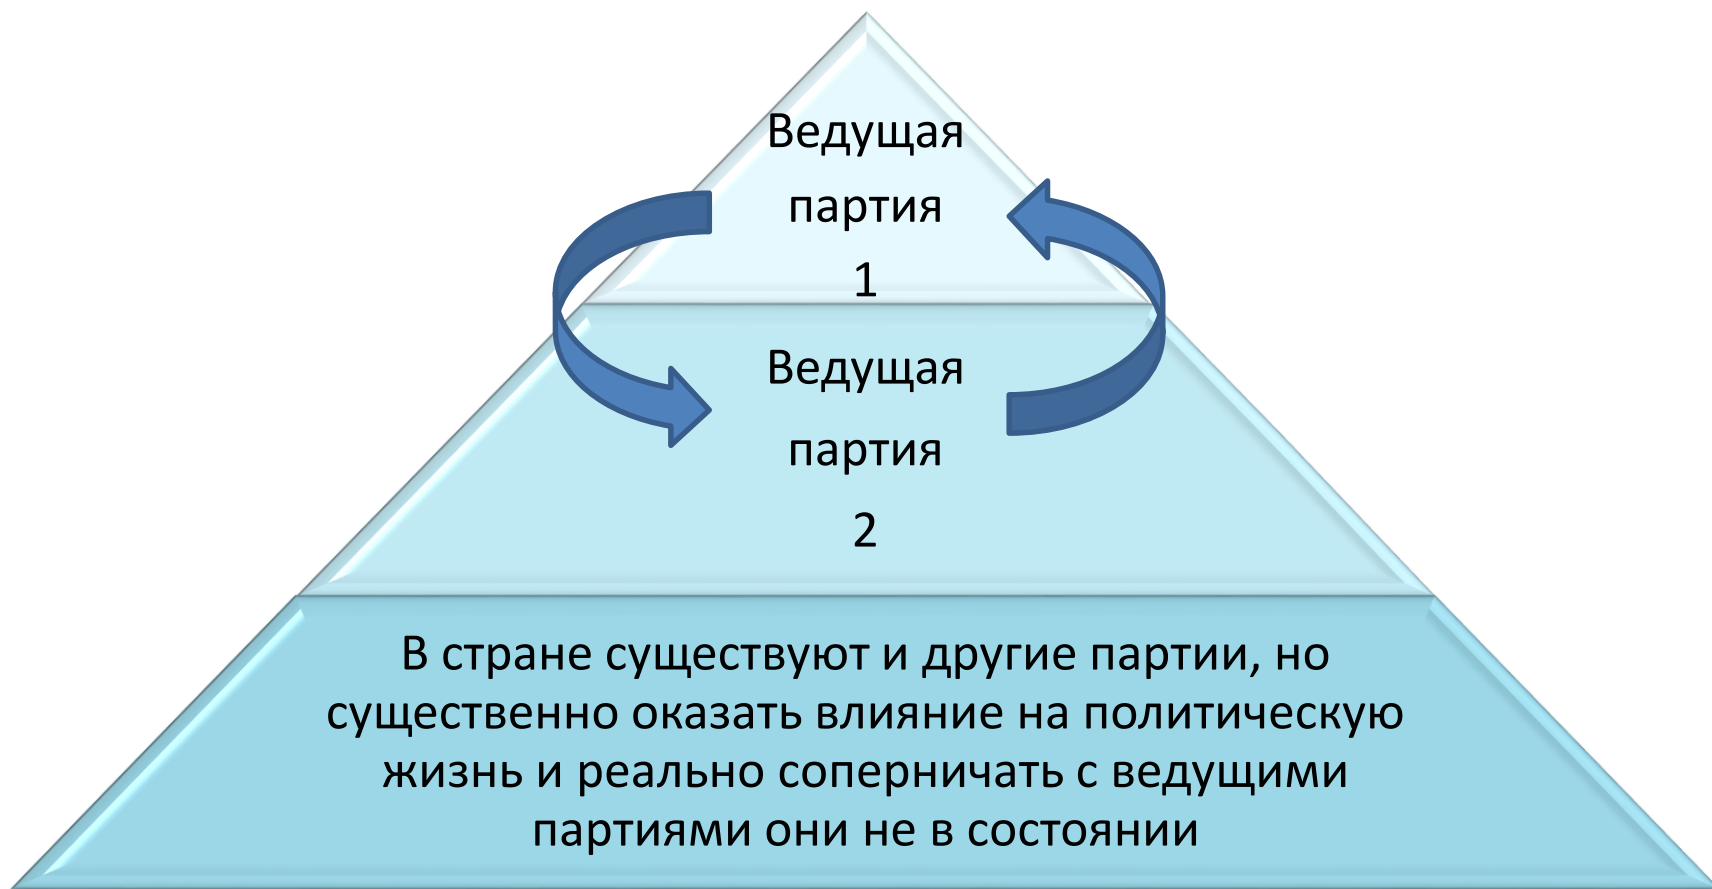 Ведущая
партия
1
Ведущая
партия
2
В стране существуют и другие партии, но
существенно оказать влияние на политическую
жизнь и реально соперничать с ведущими
партиями они не в состоянии